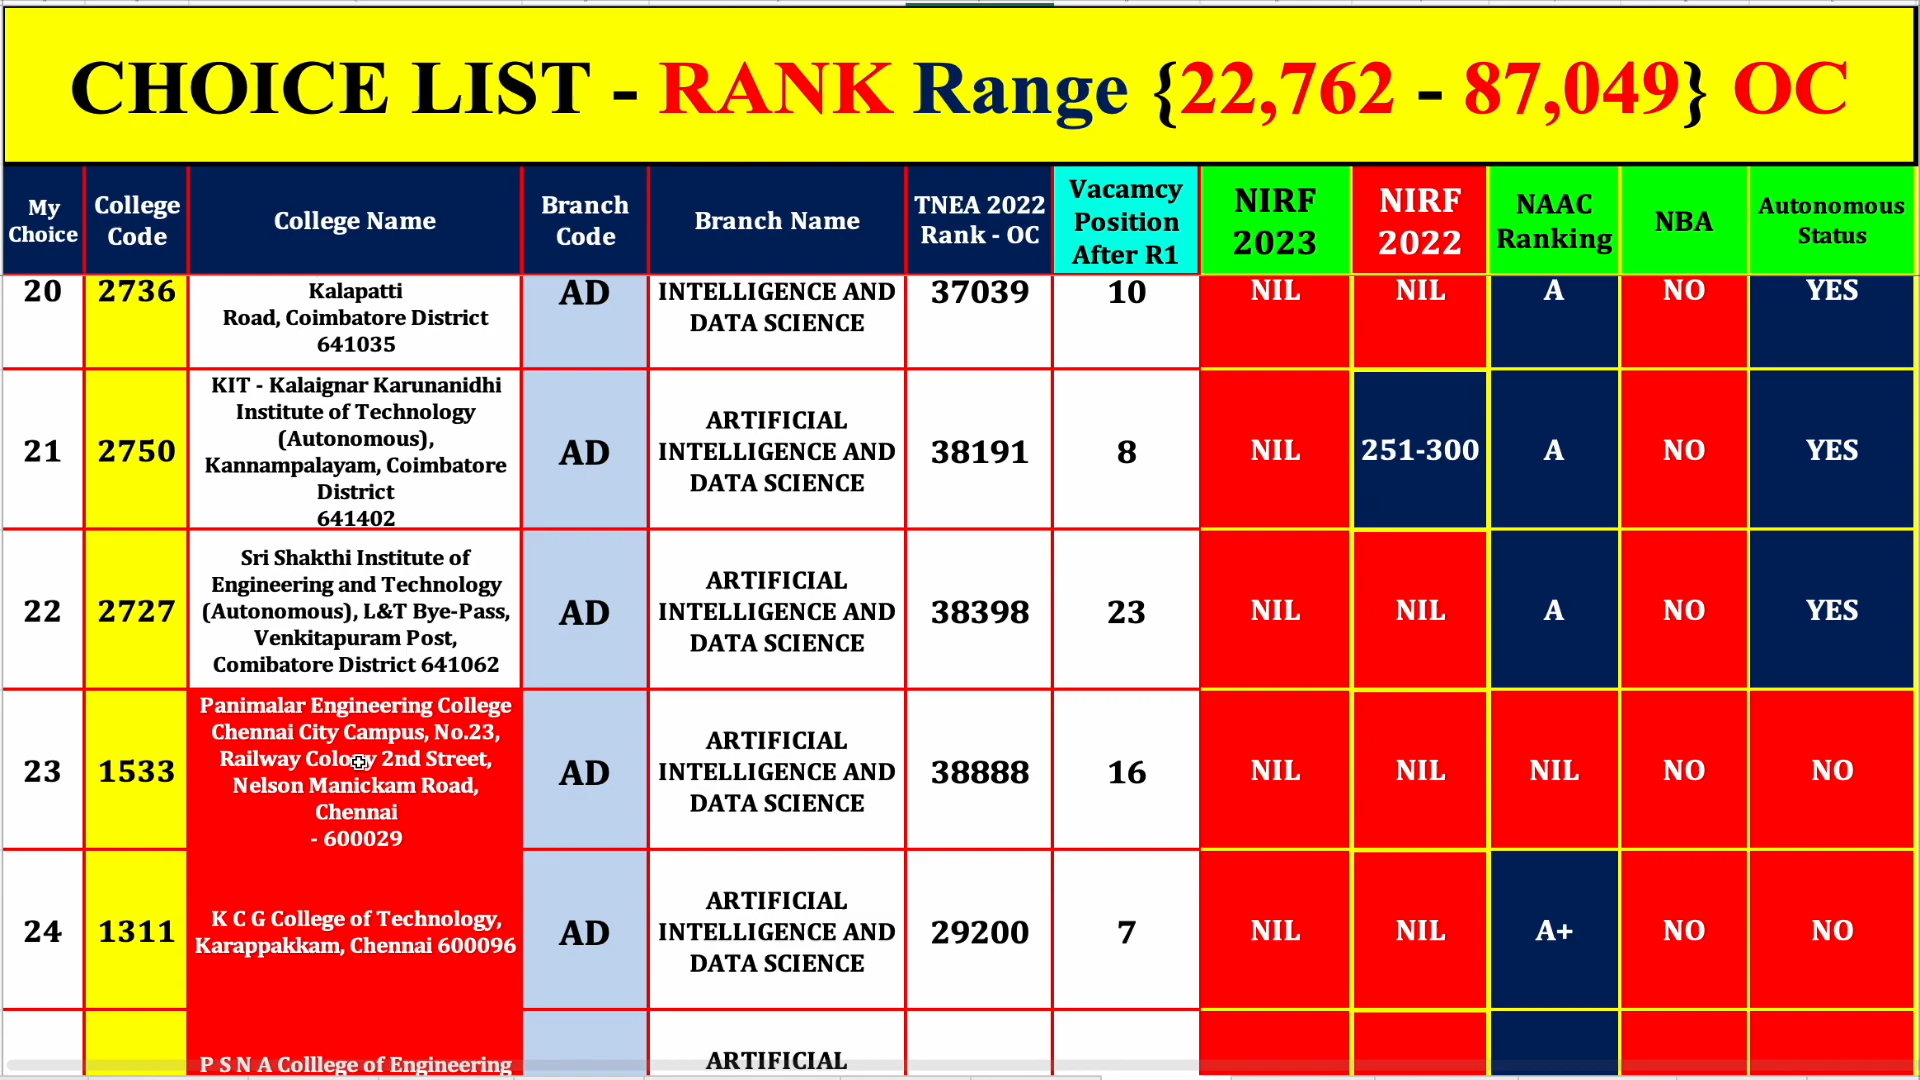 CHOICE LIST - RANK Range {22,762 - 87,049} OC
My Choice
College Code
College Name
Branch Code
Branch Name
TNEA 2022 Rank - OC
Vacamcy Position After R1
NIRF 2023
NIRF 2022
NAAC Ranking
NBA
Autonomous Status
20
2736
Kalapatti
Road, Coimbatore District
641035
AD
INTELLIGENCE AND
DATA SCIENCE
37039
10
NIL
NIL
A
NO
YES
21
2750
KIT - Kalaignar Karunanidhi
Institute of Technology
(Autonomous),
Kannampalayam, Coimbatore
District
641402
AD
ARTIFICIAL
INTELLIGENCE AND
DATA SCIENCE
38191
8
NIL
251-300
A
NO
YES
22
2727
Sri Shakthi Institute of
Engineering and Technology
(Autonomous), L&T Bye-Pass,
Venkitapuram Post,
Comibatore District 641062
AD
ARTIFICIAL
INTELLIGENCE AND
DATA SCIENCE
38398
23
NIL
NIL
A
NO
YES
23
1533
Panimalar Engineering College
Chennai City Campus, No.23,
Railway Colony 2nd Street,
Nelson Manickam Road,
Chennai
- 600029
AD
ARTIFICIAL
INTELLIGENCE AND
DATA SCIENCE
38888
16
NIL
NIL
NIL
NO
NO
24
1311
K C G College of Technology,
Karappakkam, Chennai 600096
AD
ARTIFICIAL
INTELLIGENCE AND
DATA SCIENCE
29200
7
NIL
NIL
A+
NO
NO
P S N A Colllege of Engineering
ARTIFICIAL